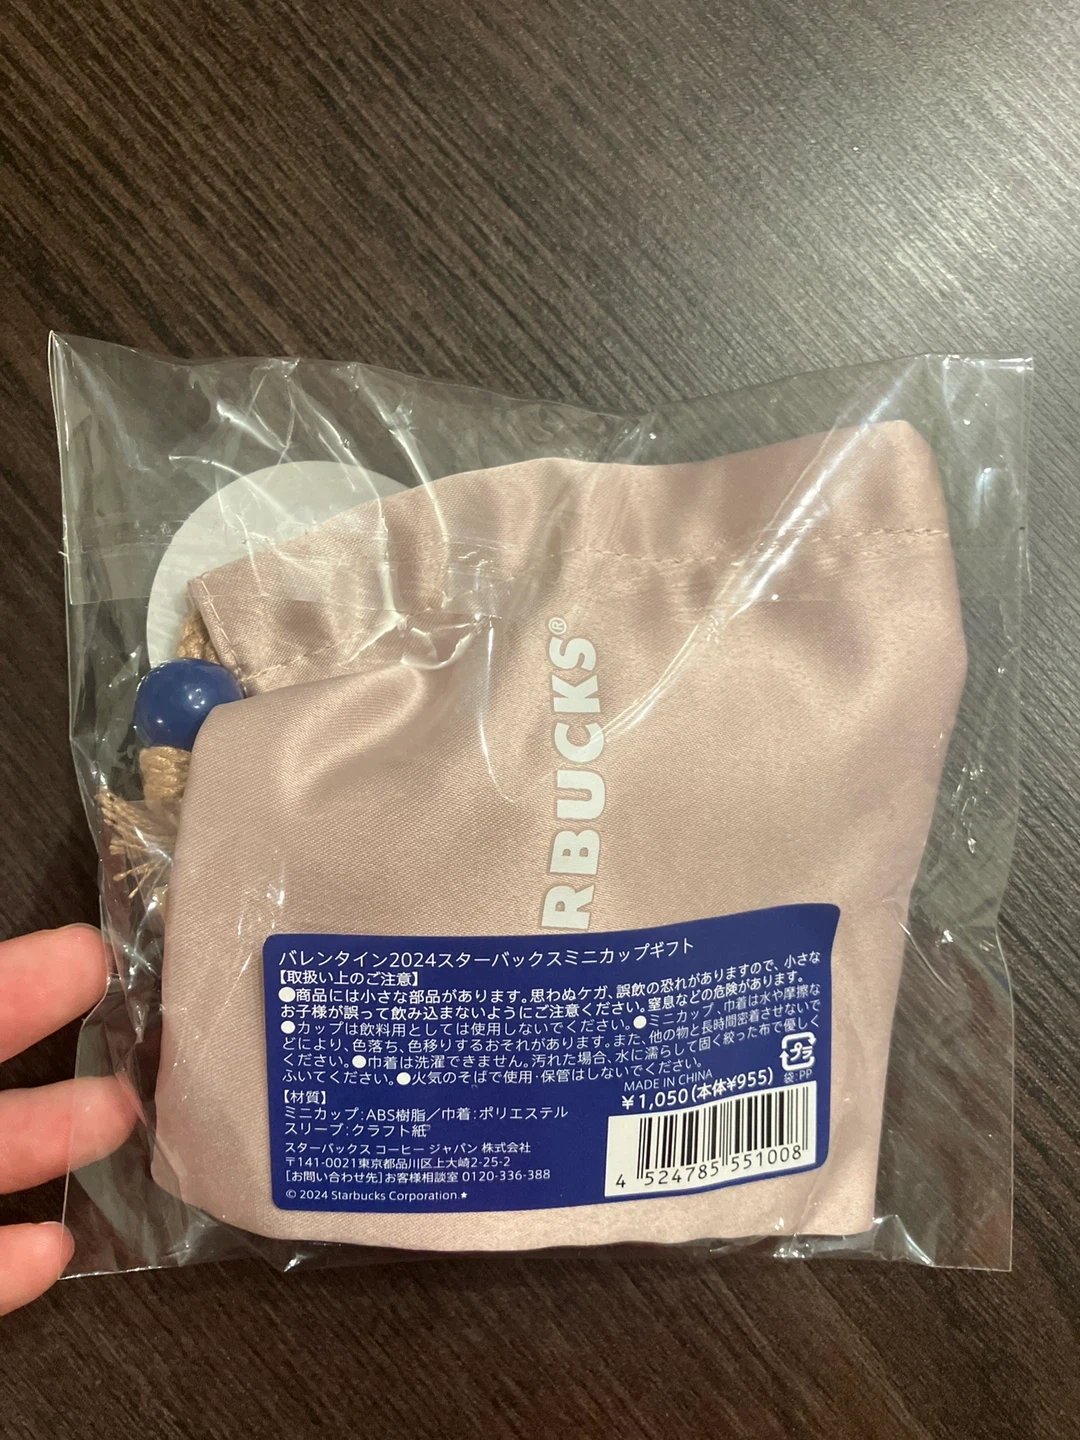 RBUCKS®
バレンタイン2024スターバックスミニカップギフト
【取扱い上のご注意】
●商品には小さな部品があります。思わぬケガ、誤飲の恐れがありますので、小さな
お子様が誤って飲み込まないようにご注意ください。窒息などの危険があります。
●カップは飲料用としては使用しないでください。●ミニカップ、巾着は水や摩擦な
どにより、色落ち、色移りするおそれがあります。また、他の物と長時間密着させないで
ください。●巾着は洗濯できません。汚れた場合、水に濡らして固く絞った布で優しく
ふいてください。●火気のそばで使用・保管はしないでください。
【材質】
ミニカップ:ABS樹脂/巾着:ポリエステル
スリーブ:クラフト紙
スターバックス コーヒー ジャパン 株式会社
〒141-0021東京都品川区上大崎2-25-2
[お問い合わせ先]お客様相談室 0120-336-388
© 2024 Starbucks Corporation.★
プラ
袋:PP
MADE IN CHINA
¥1,050(本体¥955)
4 524785 551008